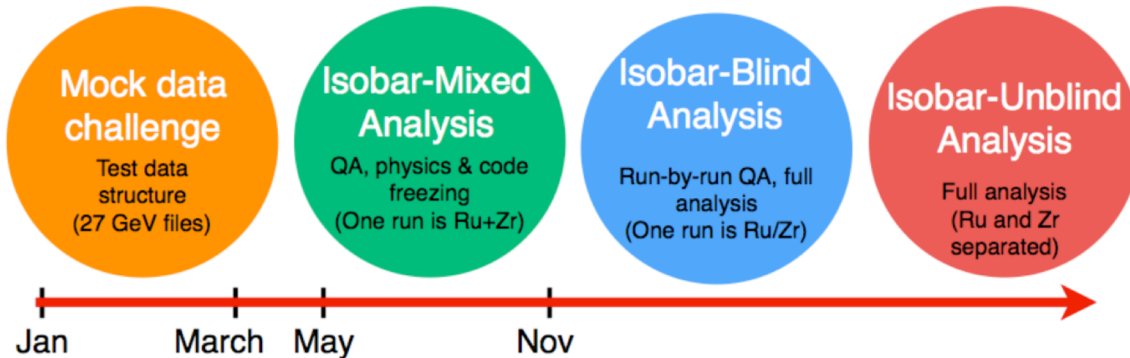 Mock data
challenge
Test data
structure
(27 GeV files)
Isobar-Mixed
Analysis
QA, physics & code
freezing
(One run is Ru+Zr)
Isobar-Blind
Analysis
Run-by-run QA, full
analysis
(One run is Ru/Zr)
Isobar-Unblind
Analysis
Full analysis
(Ru and Zr
separated)
Jan
March
May
Nov